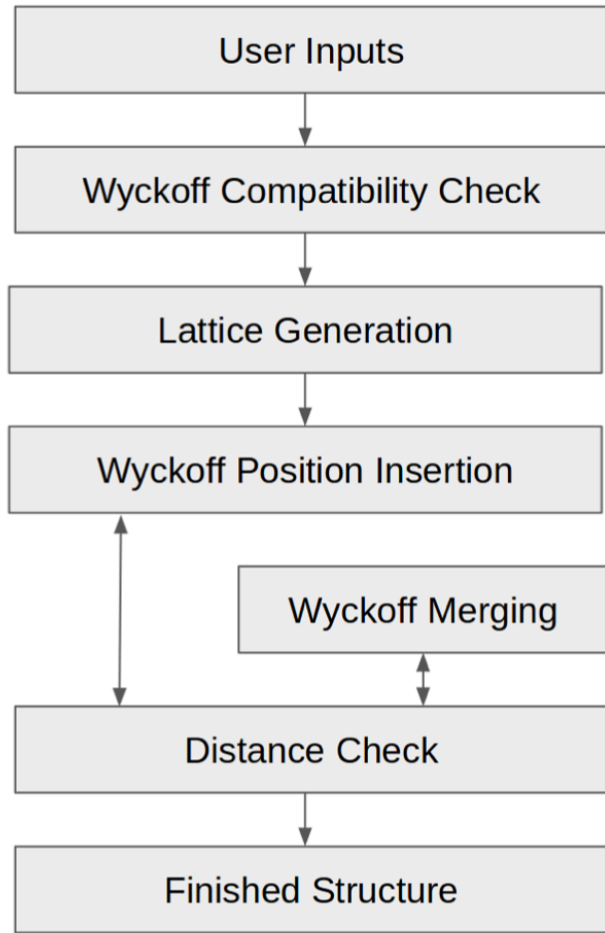 User Inputs
Wyckoff Compatibility Check
Lattice Generation
Wyckoff Position Insertion
Wyckoff Merging
Distance Check
Finished Structure